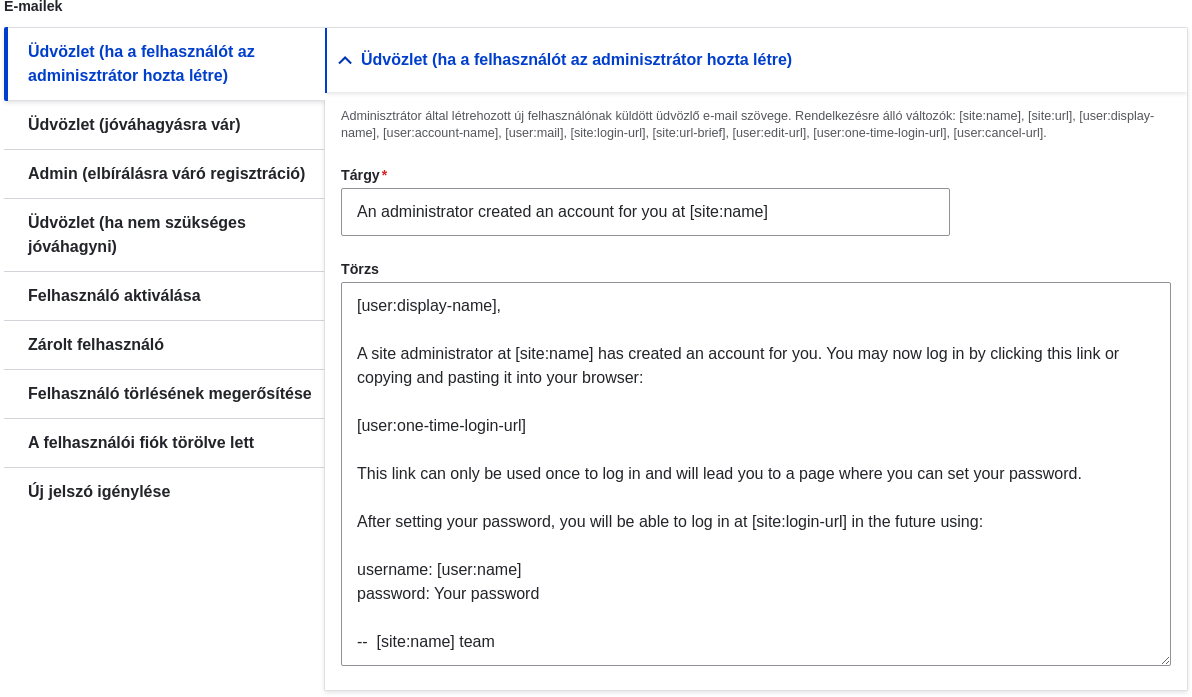 E-mailek
Üdvözlet (ha a felhasználót az
adminisztrátor hozta létre)
Üdvözlet (jóváhagyásra vár)
Admin (elbírálásra váró regisztráció)
Üdvözlet (ha nem szükséges
jóváhagyni)
Felhasználó aktiválása
Zárolt felhasználó
Felhasználó törlésének megerősítése
A felhasználói fiók törölve lett
Új jelszó igénylése
Üdvözlet (ha a felhasználót az adminisztrátor hozta létre)
Adminisztrátor által létrehozott új felhasználónak küldött üdvözlő e-mail szövege. Rendelkezésre álló változók: [site:name], [site:url], [user:display-
name], [user:account-name], [user:mail], [site:login-url], [site:url-brief], [user:edit-url], [user:one-time-login-url], [user:cancel-url].
Tárgy*
An administrator created an account for you at [site:name]
Törzs
[user:display-name],
A site administrator at [site:name] has created an account for you. You may now log in by clicking this link or
copying and pasting it into your browser:
[user:one-time-login-url]
This link can only be used once to log in and will lead you to a page where you can set your password.
After setting your password, you will be able to log in at [site:login-url] in the future using:
username: [user:name]
password: Your password
--  [site:name] team